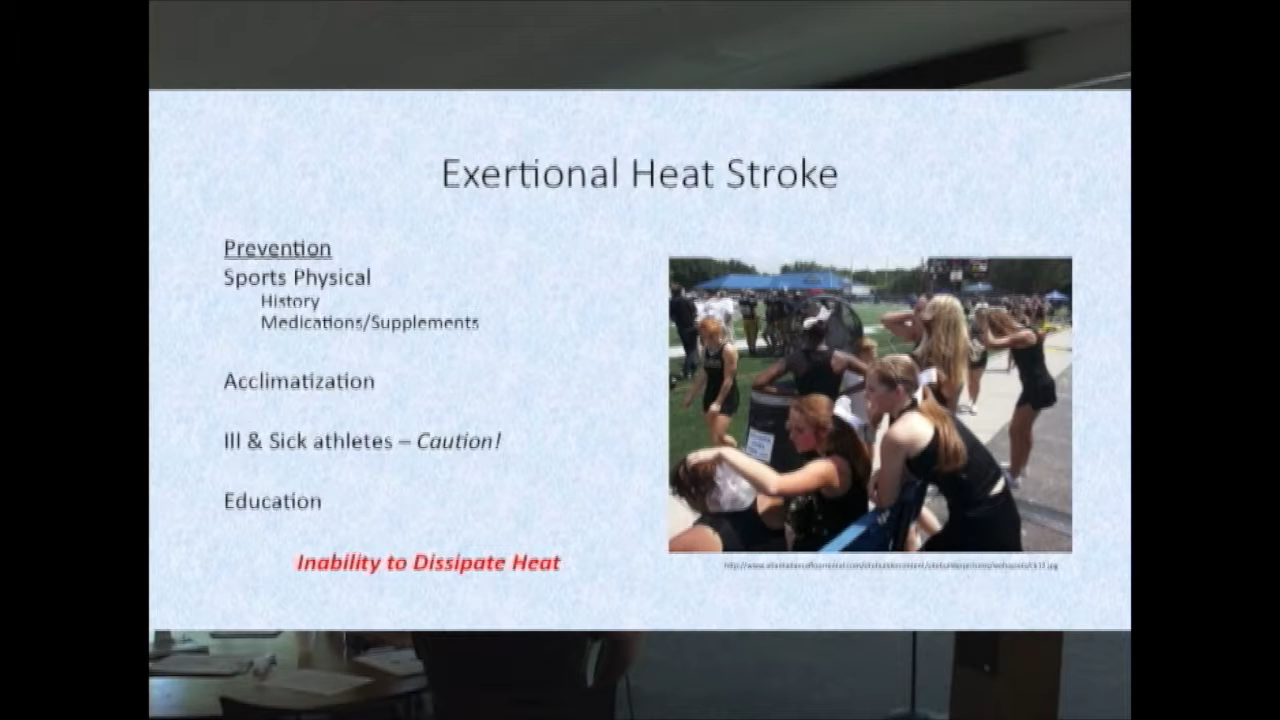 Exertional Heat Stroke
Prevention
Sports Physical
History
Medications/Supplements
Acclimatization
Ill & Sick athletes – Caution!
Education
Inability to Dissipate Heat